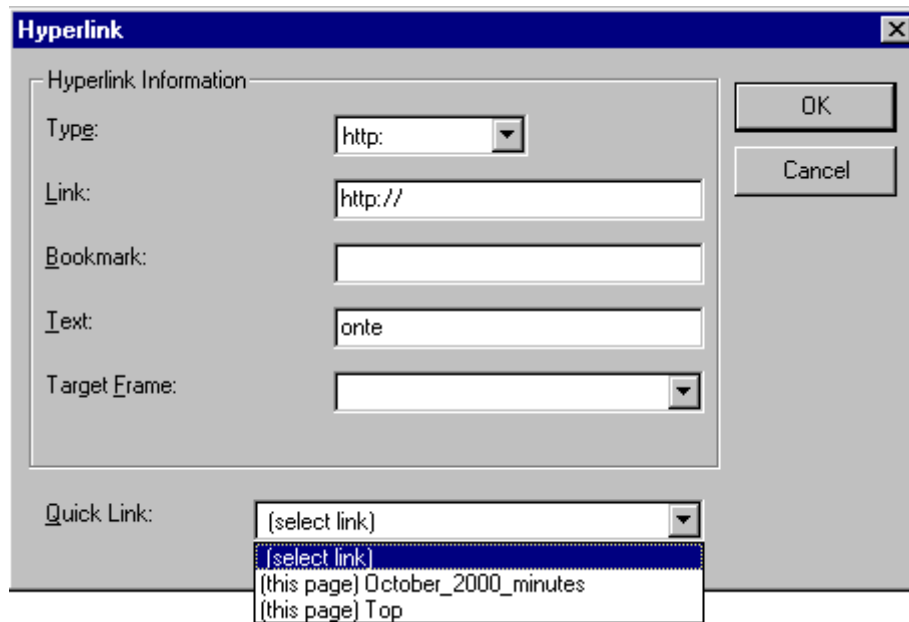 Hyperlink
Hyperlink Information
Type:
http:
OK
Link:
http://
Cancel
Bookmark:
Text:
onte
Target Frame:
Quick Link:
(select link)
(select link)
(this page) October_2000_minutes
(this page) Top